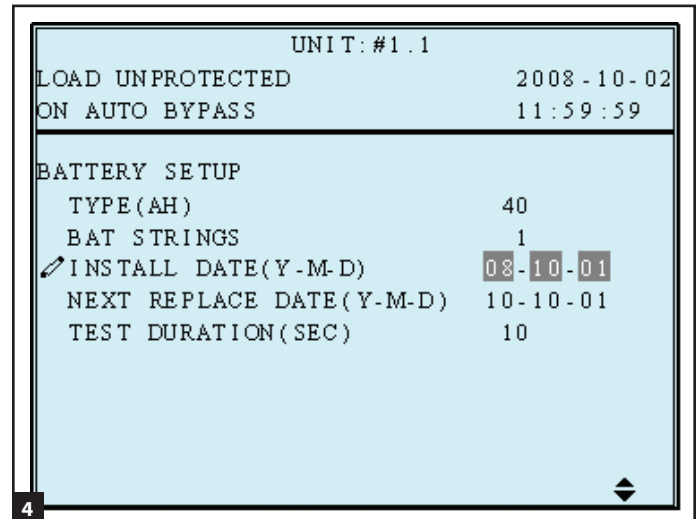 UNIT:#1.1
LOAD UNPROTECTED 2008-10-02
ON AUTO BYPASS 11:59:59
BATTERY SETUP
TYPE(AH) 40
BAT STRINGS 1
INSTALL DATE(Y-M-D) 08-10-01
NEXT REPLACE DATE(Y-M-D) 10-10-01
TEST DURATION(SEC) 10
4